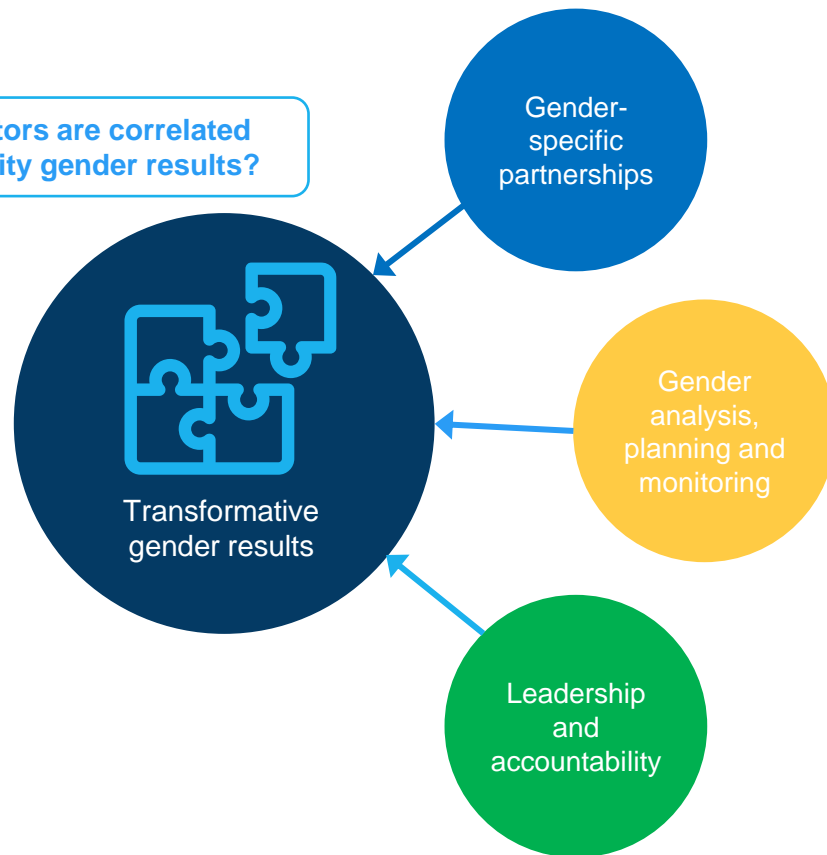 tors are correlated
ity gender results?
Gender-
specific
partnerships
Transformative
gender results
Gender
analysis,
planning and
monitoring
Leadership
and
accountability